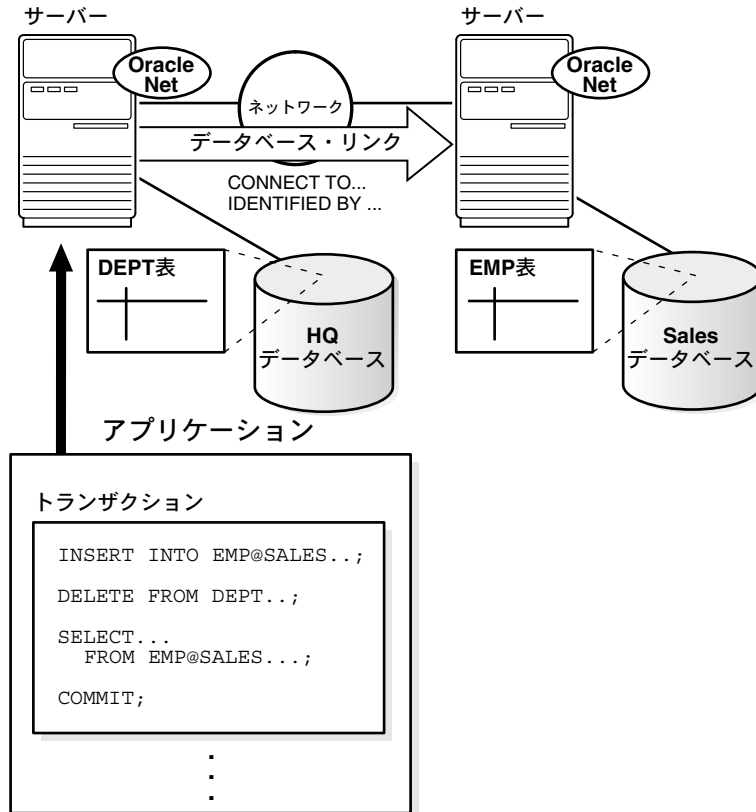 サーバー
サーバー
Oracle
Net
Oracle
Net
ネットワーク
データベース・リンク
CONNECT TO...
IDENTIFIED BY ...
DEPT表
EMP表
HQ
データベース
Sales
データベース
アプリケーション
トランザクション
INSERT INTO EMP@SALES..;
DELETE FROM DEPT..;
SELECT...
FROM EMP@SALES...;
COMMIT;
.
.
.